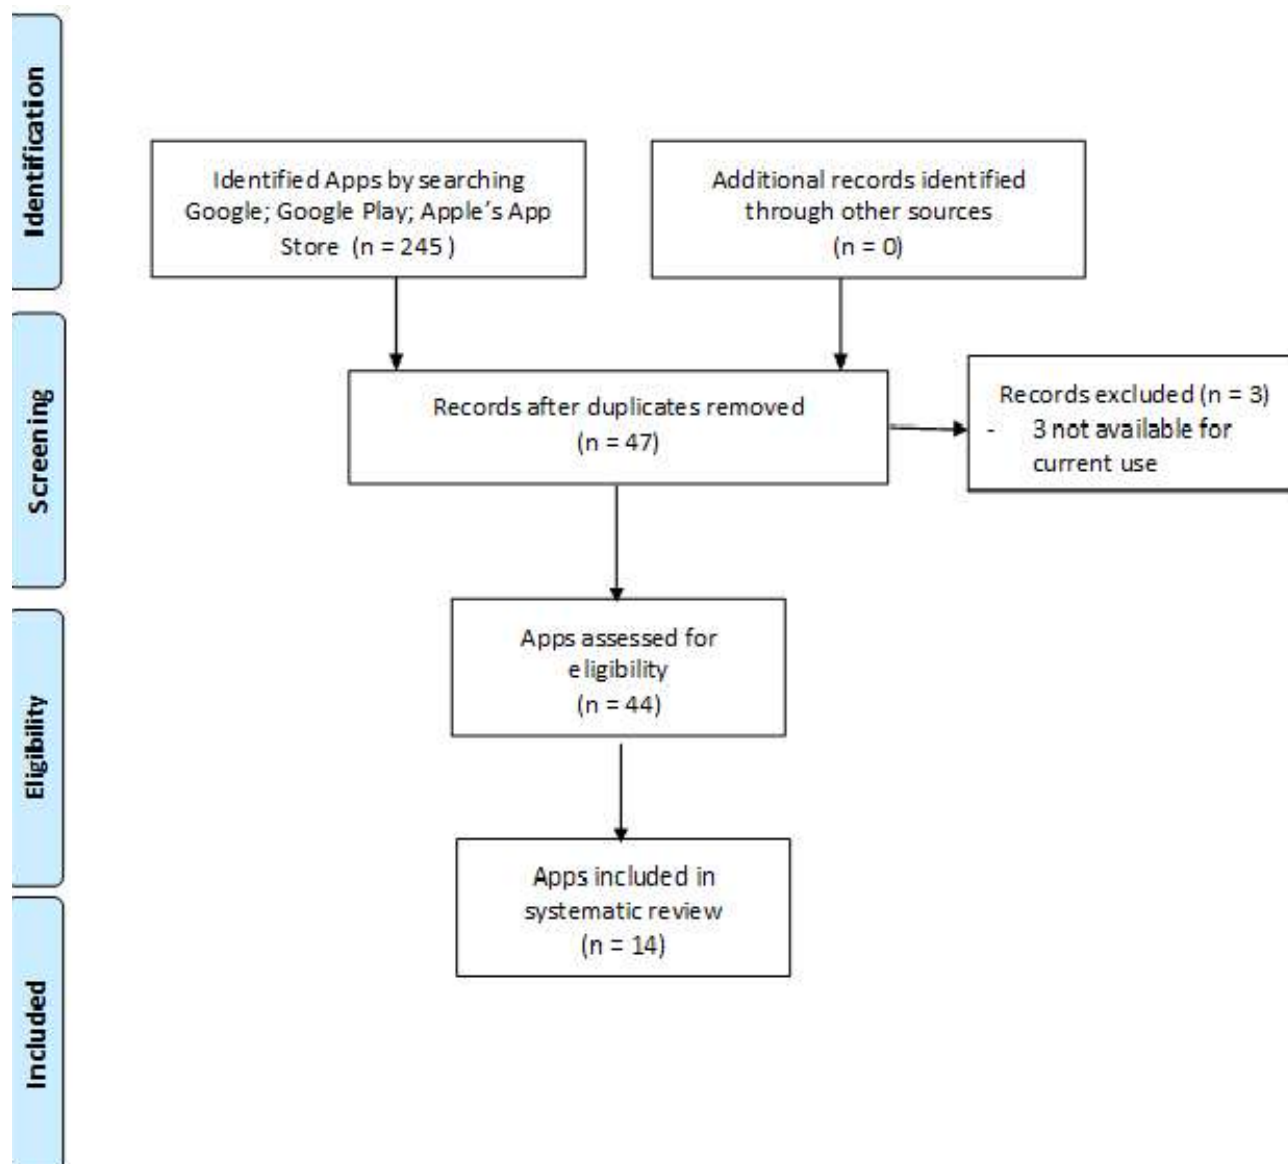 Identification
Identified Apps by searching
Google; Google Play; Apple's App
Store (n = 245 )
Additional records identified
through other sources
(n = 0)
Screening
Records after duplicates removed
(n = 47)
Records excluded (n = 3)
- 3 not available for
current use
Eligibility
Apps assessed for
eligibility
(n = 44)
Apps included in
systematic review
(n = 14)
Included